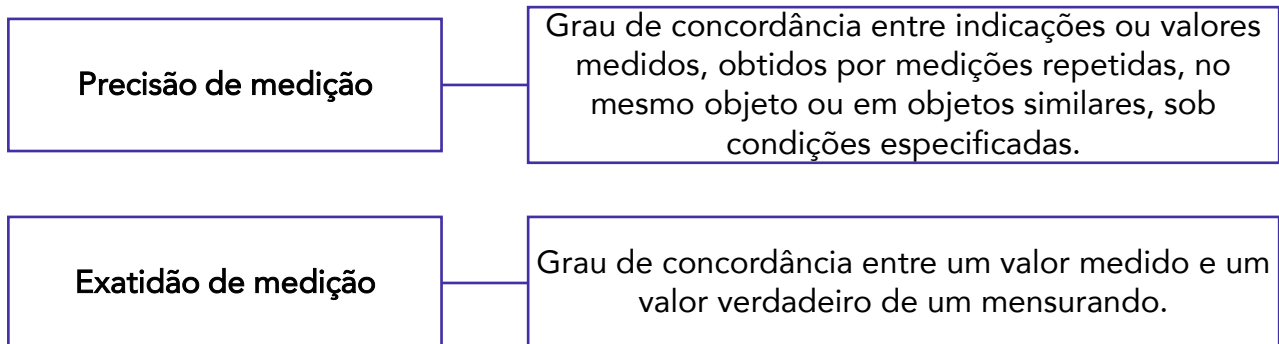 Precisão de medição
Grau de concordância entre indicações ou valores
medidos, obtidos por medições repetidas, no
mesmo objeto ou em objetos similares, sob
condições especificadas.
Exatidão de medição
Grau de concordância entre um valor medido e um
valor verdadeiro de um mensurando.